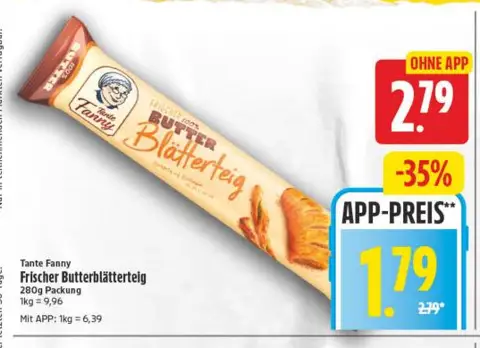 OHNE APP
2.79
-35%
APP-PREIS**
1.79
2.79*
Tante
Fanny
BUTTER
Blätterteig
Tante Fanny
Frischer Butterblätterteig
280g Packung
1kg = 9,96
Mit APP: 1kg = 6,39